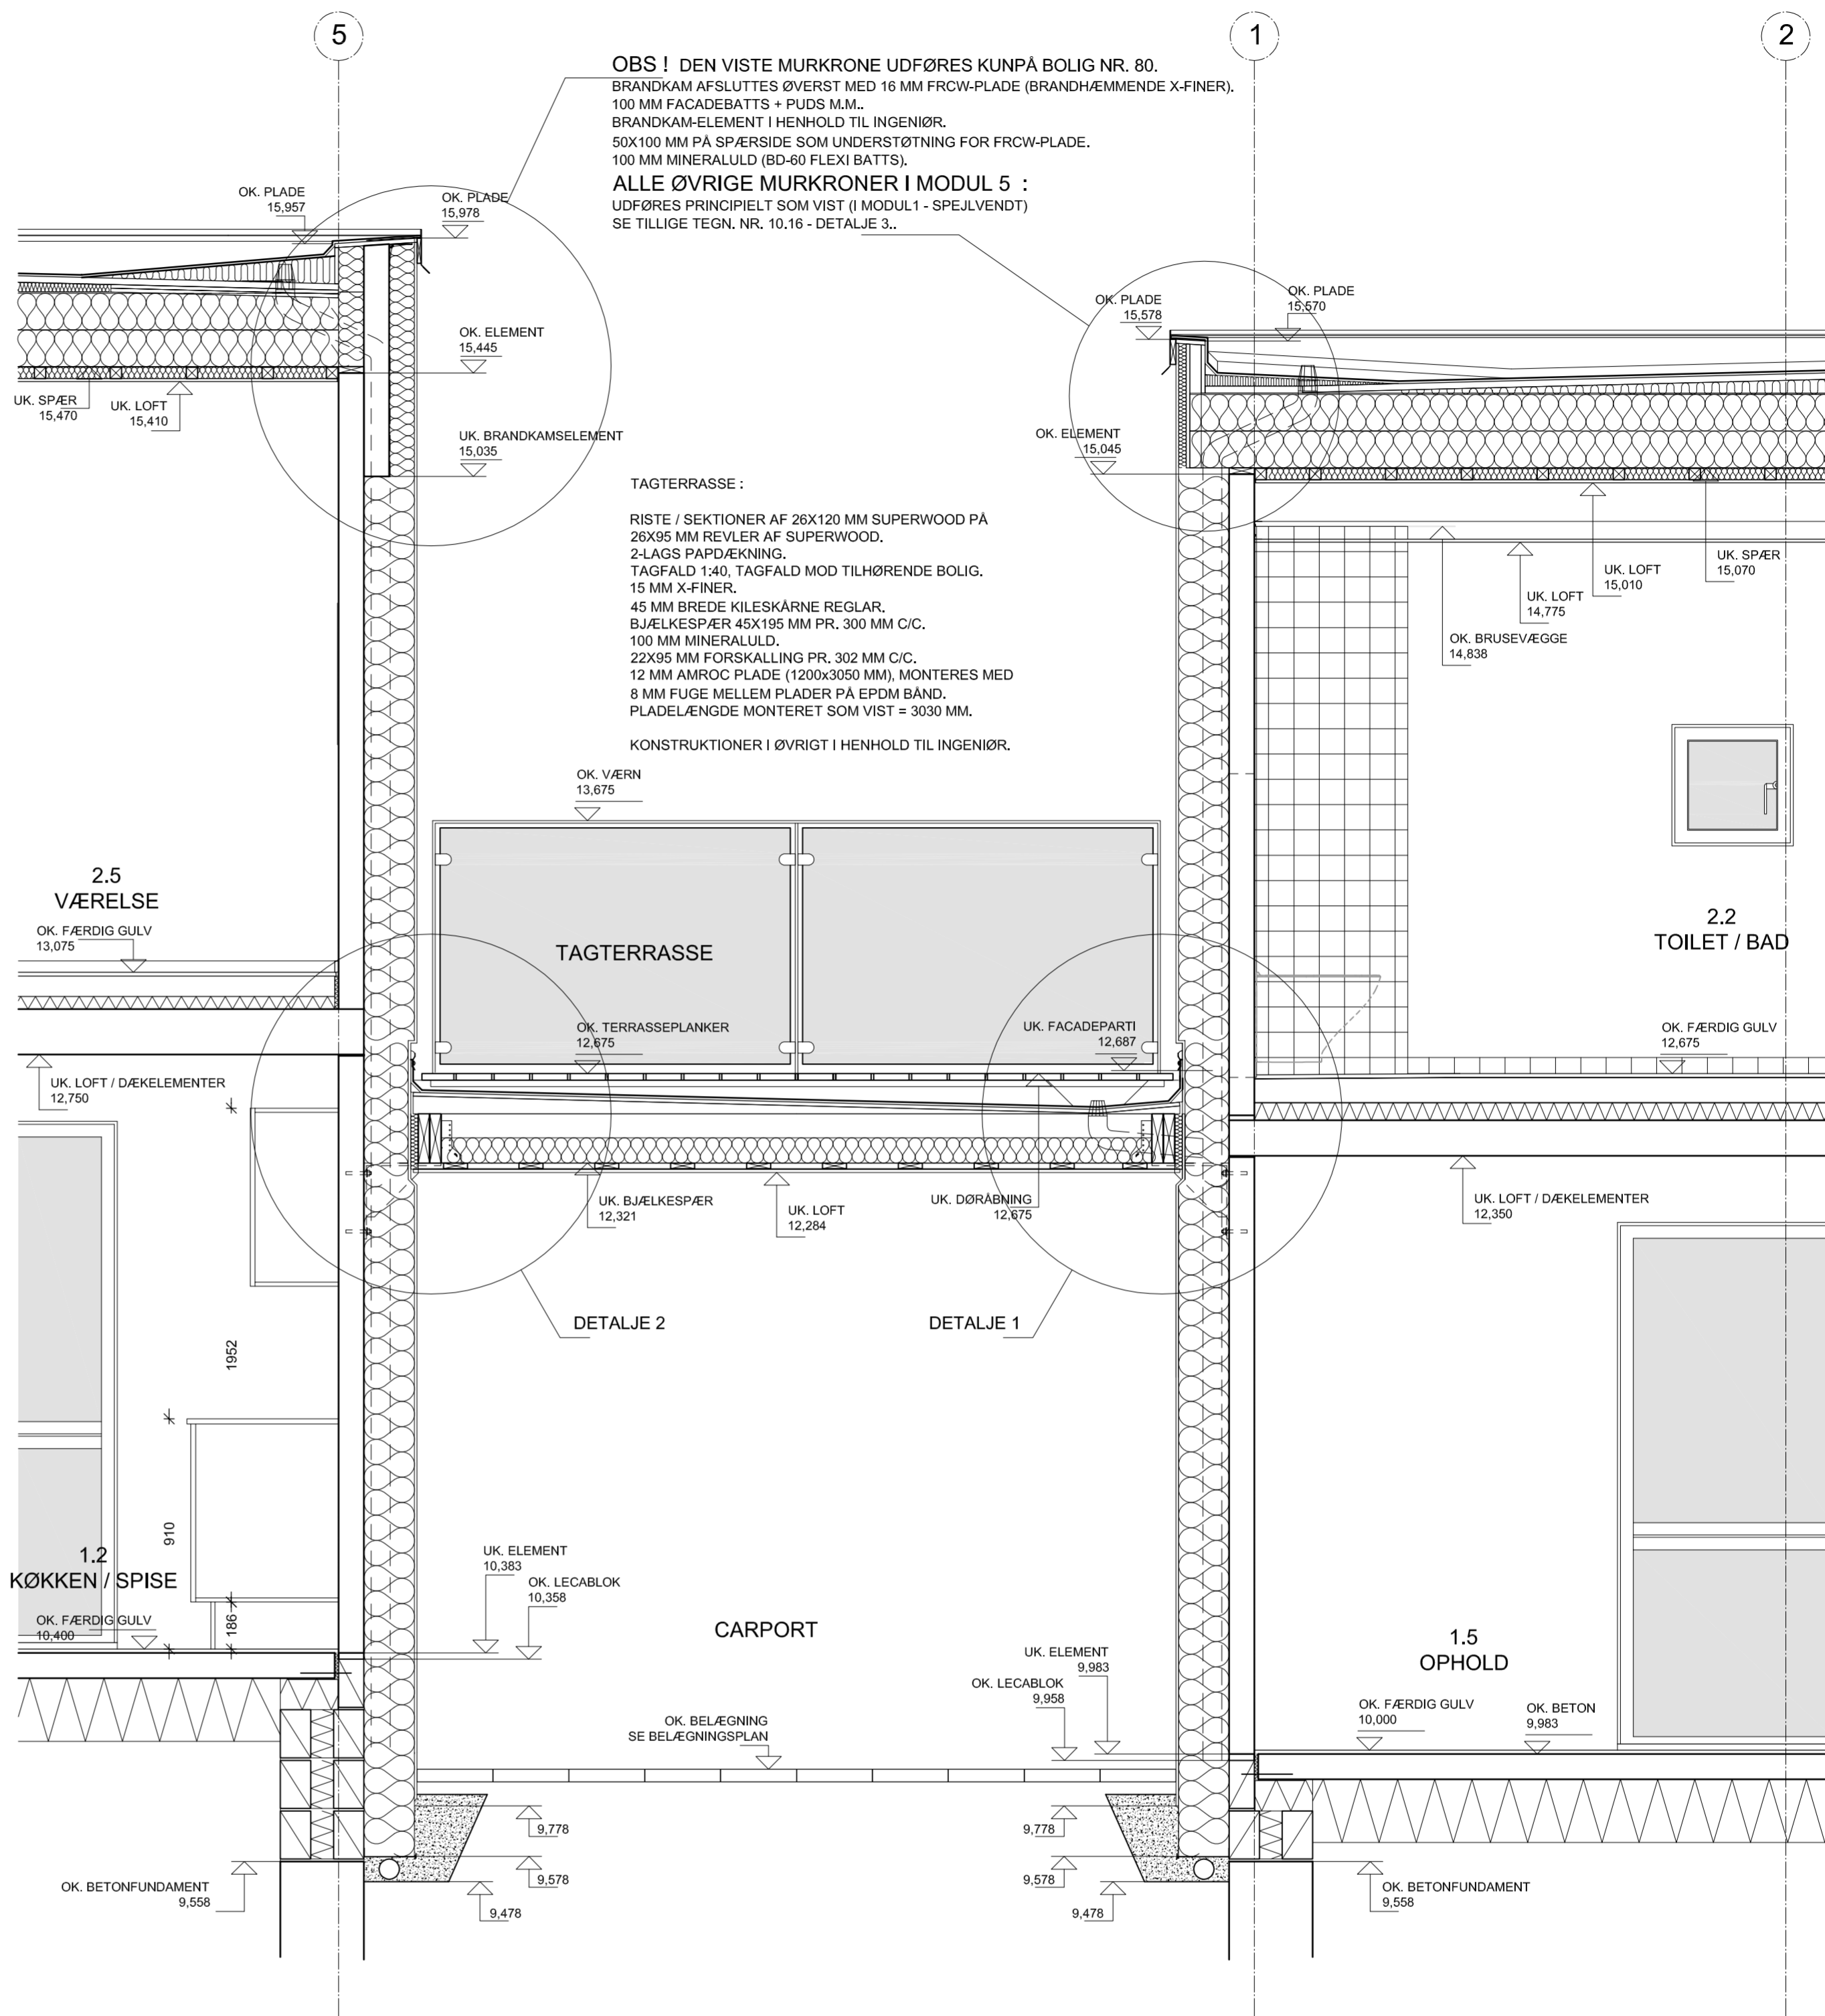 5
1
2
OBS ! DEN VISTE MURKRONE UDFØRES KUNPÅ BOLIG NR. 80.
BRANDKAM AFSLUTTES ØVERST MED 16 MM FRCW-PLADE (BRANDHÆMMENDE X-FINER).
100 MM FACADEBATTS + PUDS M.M..
BRANDKAM-ELEMENT I HENHOLD TIL INGENIØR.
50X100 MM PÅ SPÆRSIDE SOM UNDERSTØTNING FOR FRCW-PLADE.
100 MM MINERALULD (BD-60 FLEXI BATTS).
ALLE ØVRIGE MURKRONER I MODUL 5 :
UDFØRES PRINCIPIELT SOM VIST (I MODUL1 - SPEJLVENDT)
SE TILLIGE TEGN. NR. 10.16 - DETALJE 3..
OK. PLADE
15,957
OK. PLADE
15,978
OK. PLADE
15,578
OK. PLADE
15,570
OK. ELEMENT
15,445
UK. SPÆR
15,470
UK. LOFT
15,410
UK. BRANDKAMSELEMENT
15,035
OK. ELEMENT
15,045
TAGTERRASSE :
RISTE / SEKTIONER AF 26X120 MM SUPERWOOD PÅ
26X95 MM REVLER AF SUPERWOOD.
2-LAGS PAPDÆKNING.
TAGFALD 1:40, TAGFALD MOD TILHØRENDE BOLIG.
15 MM X-FINER.
45 MM BREDE KILESKÅRNE REGLAR.
BJÆLKESPÆR 45X195 MM PR. 300 MM C/C.
100 MM MINERALULD.
22X95 MM FORSKALLING PR. 302 MM C/C.
12 MM AMROC PLADE (1200x3050 MM), MONTERES MED
8 MM FUGE MELLEM PLADER PÅ EPDM BÅND.
PLADELÆNGDE MONTERET SOM VIST = 3030 MM.
KONSTRUKTIONER I ØVRIGT I HENHOLD TIL INGENIØR.
UK. SPÆR
15,070
UK. LOFT
15,010
UK. LOFT
14,775
OK. BRUSEVÆGGE
14,838
OK. VÆRN
13,675
2.5
VÆRELSE
OK. FÆRDIG GULV
13,075
TAGTERRASSE
2.2
TOILET / BAD
OK. TERRASSEPLANKER
12,675
UK. FACADEPARTI
12,687
OK. FÆRDIG GULV
12,675
UK. LOFT / DÆKELEMENTER
12,750
UK. BJÆLKESPÆR
12,321
UK. LOFT
12,284
UK. DØRÅBNING
12,675
UK. LOFT / DÆKELEMENTER
12,350
DETALJE 2
DETALJE 1
1952
910
186
1.2
KØKKEN / SPISE
OK. FÆRDIG GULV
10,400
UK. ELEMENT
10,383
OK. LECABLOK
10,358
CARPORT
UK. ELEMENT
9,983
OK. LECABLOK
9,958
1.5
OPHOLD
OK. FÆRDIG GULV
10,000
OK. BETON
9,983
OK. BELÆGNING
SE BELÆGNINGSPLAN
9,778
9,778
9,578
9,578
9,478
9,478
OK. BETONFUNDAMENT
9,558
OK. BETONFUNDAMENT
9,558